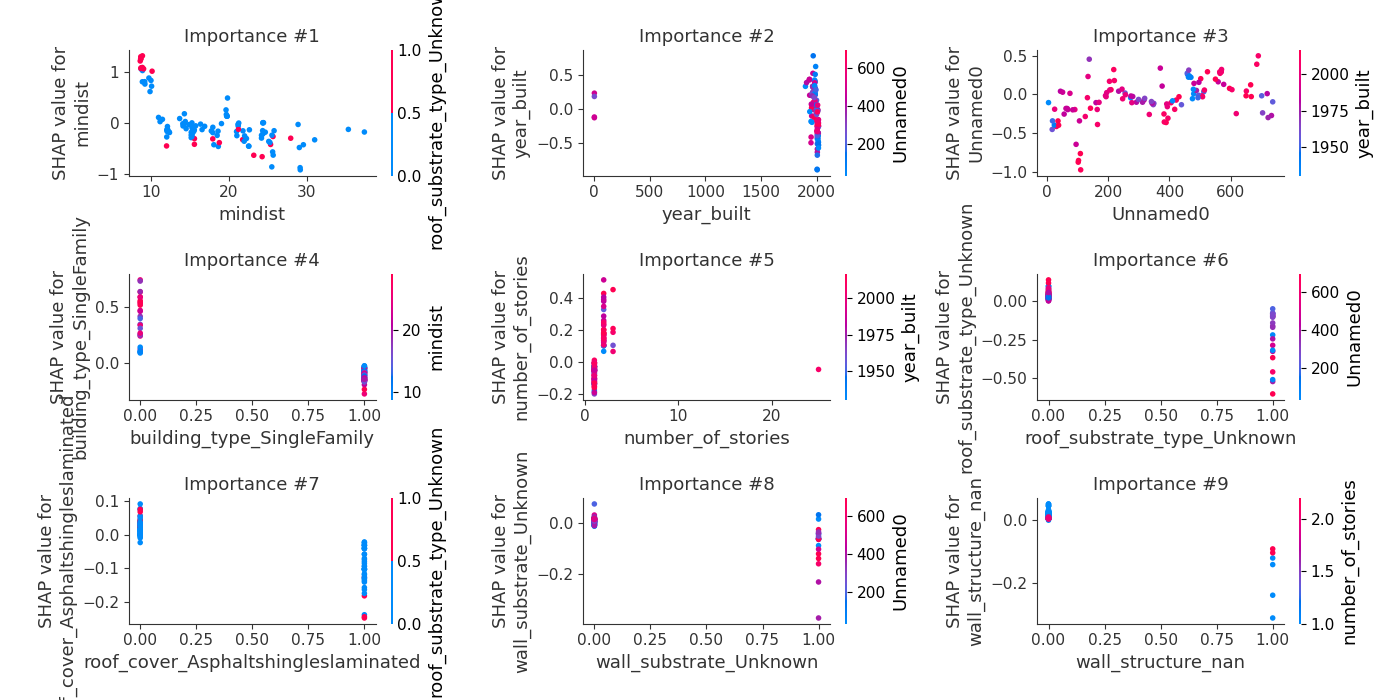 Importance #1
SHAP value for
mindist
1
0
−1
10
20
30
mindist
1.0
0.5
0.0
roof_substrate_type_Unknown
Importance #2
SHAP value for
year_built
0.5
0.0
−0.5
0
500
1000
1500
2000
year_built
600
400
200
Unnamed0
Importance #3
SHAP value for
Unnamed0
0.5
0.0
−0.5
−1.0
0
200
400
600
Unnamed0
2000
1975
1950
year_built
Importance #4
SHAP value for
building_type_SingleFamily
0.5
0.0
0.00
0.25
0.50
0.75
1.00
building_type_SingleFamily
20
10
mindist
Importance #5
SHAP value for
number_of_stories
0.4
0.2
0.0
−0.2
0
10
20
number_of_stories
2000
1975
1950
year_built
Importance #6
SHAP value for
roof_substrate_type_Unknown
0.00
−0.25
−0.50
0.00
0.25
0.50
0.75
1.00
roof_substrate_type_Unknown
600
400
200
Unnamed0
Importance #7
SHAP value for
f_cover_Asphaltshingleslaminated
0.1
0.0
−0.1
−0.2
0.00
0.25
0.50
0.75
1.00
roof_cover_Asphaltshingleslaminated
1.0
0.5
0.0
roof_substrate_type_Unknown
Importance #8
SHAP value for
wall_substrate_Unknown
0.0
−0.2
0.00
0.25
0.50
0.75
1.00
wall_substrate_Unknown
600
400
200
Unnamed0
Importance #9
SHAP value for
wall_structure_nan
0.0
−0.2
0.00
0.25
0.50
0.75
1.00
wall_structure_nan
2.0
1.5
1.0
number_of_stories